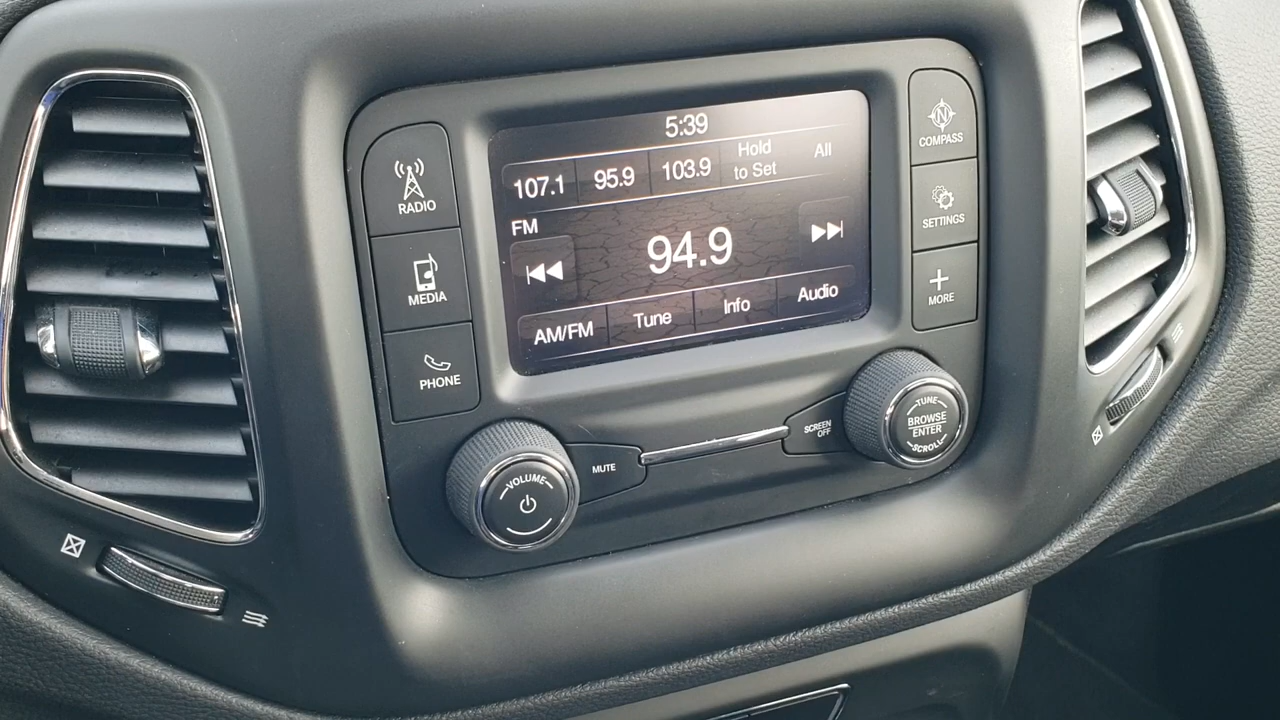 5:39
107.1 95.9 103.9 Hold to Set All
FM
94.9
AM/FM Tune Info Audio
RADIO
MEDIA
PHONE
N
COMPASS
SETTINGS
MORE
VOLUME
MUTE
SCREEN
OFF
TUNE
BROWSE
ENTER
SCROLL